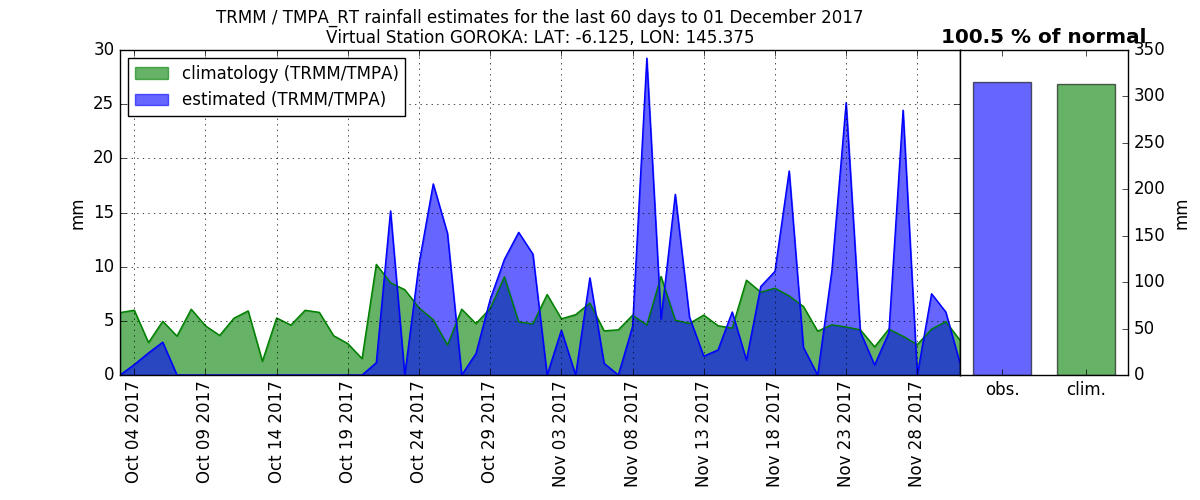 TRMM / TMPA_RT rainfall estimates for the last 60 days to 01 December 2017
Virtual Station GOROKA: LAT: -6.125, LON: 145.375
100.5 % of normal
climatology (TRMM/TMPA)
estimated (TRMM/TMPA)
mm
30
25
20
15
10
5
0
350
300
250
200
150
100
50
0
mm
Oct 04 2017
Oct 09 2017
Oct 14 2017
Oct 19 2017
Oct 24 2017
Oct 29 2017
Nov 03 2017
Nov 08 2017
Nov 13 2017
Nov 18 2017
Nov 23 2017
Nov 28 2017
obs.
clim.